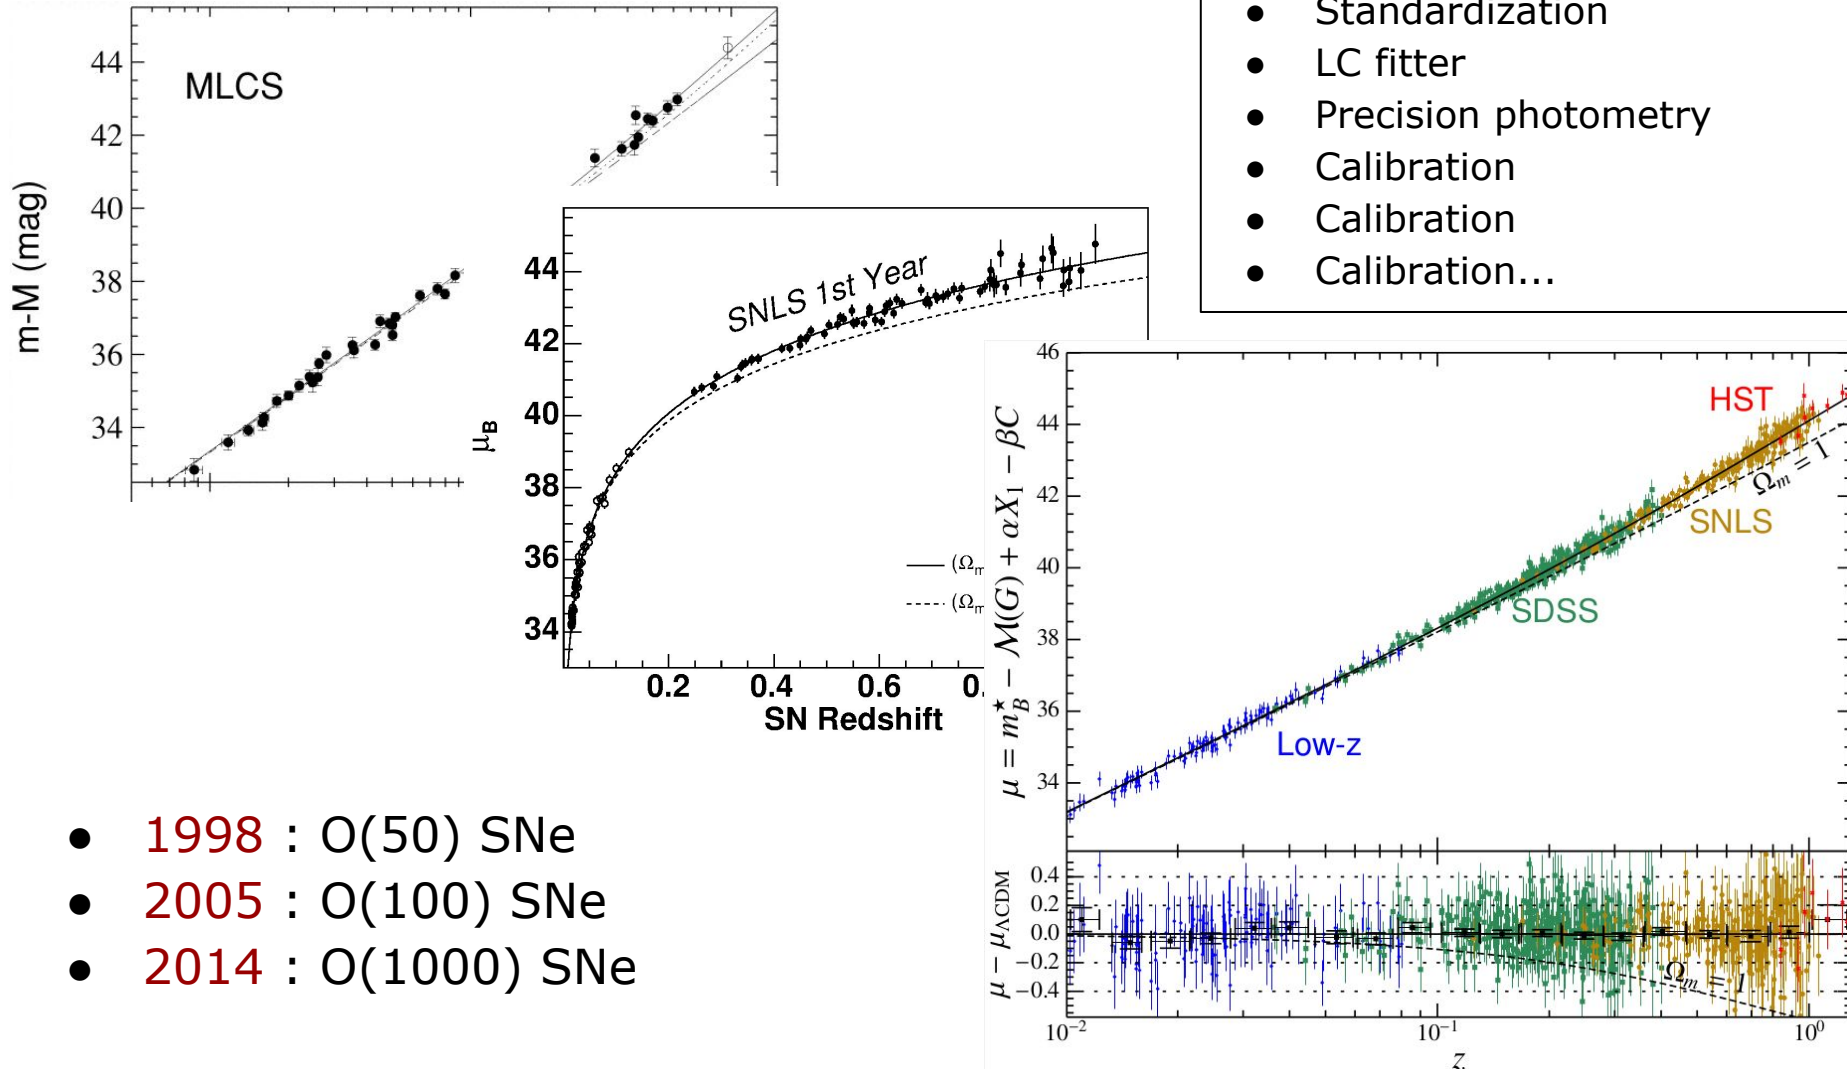 MLCS
m-M (mag)
44
42
40
38
36
34
Standardization
LC fitter
Precision photometry
Calibration
Calibration
Calibration...
SNLS 1st Year
μB
44
42
40
38
36
34
0.2 0.4 0.6 0.
SN Redshift
(Ωm
(Ωm
μ = m★B − M(G) + αX1 − βC
46
44
42
40
38
36
34
HST
Ωm = 1
SNLS
SDSS
Low-z
μ − μΛCDM
0.4
0.2
0.0
−0.2
−0.4
Ωm = 1
10−2 10−1 100
z
1998 : O(50) SNe
2005 : O(100) SNe
2014 : O(1000) SNe